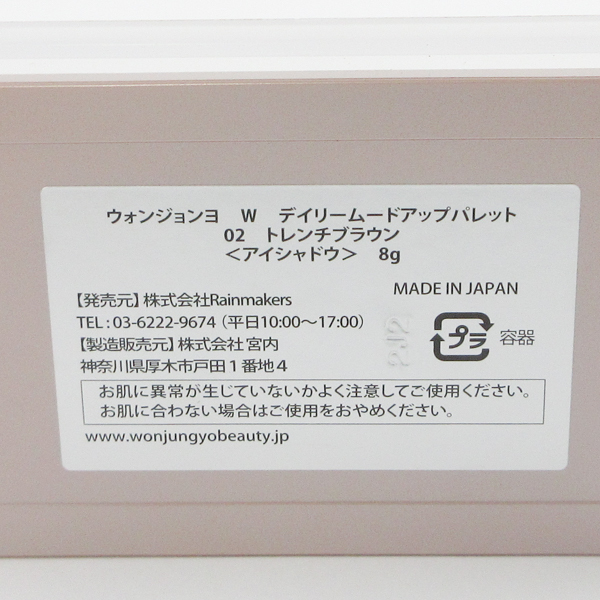 ウォンジョンヨ W デイリームードアップパレット
02 トレンチブラウン
＜アイシャドウ＞ 8g
MADE IN JAPAN
【発売元】株式会社Rainmakers
TEL : 03-6222-9674（平日10:00～17:00）
【製造販売元】株式会社 宮内
神奈川県厚木市戸田１番地４
プラ 容器
お肌に異常が生じていないかよく注意してご使用ください。
お肌に合わない場合はご使用をおやめください。
www.wonjungyobeauty.jp